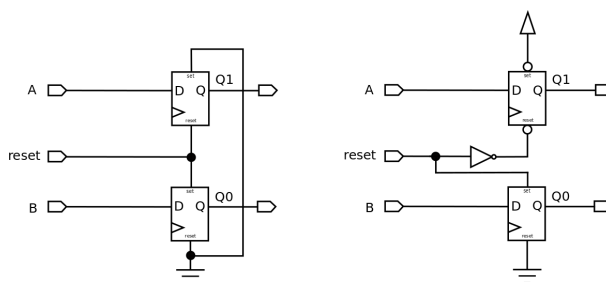 set
A D Q Q1
reset
reset
set
B D Q Q0
reset
set
A D Q Q1
reset
reset
set
B D Q Q0
reset